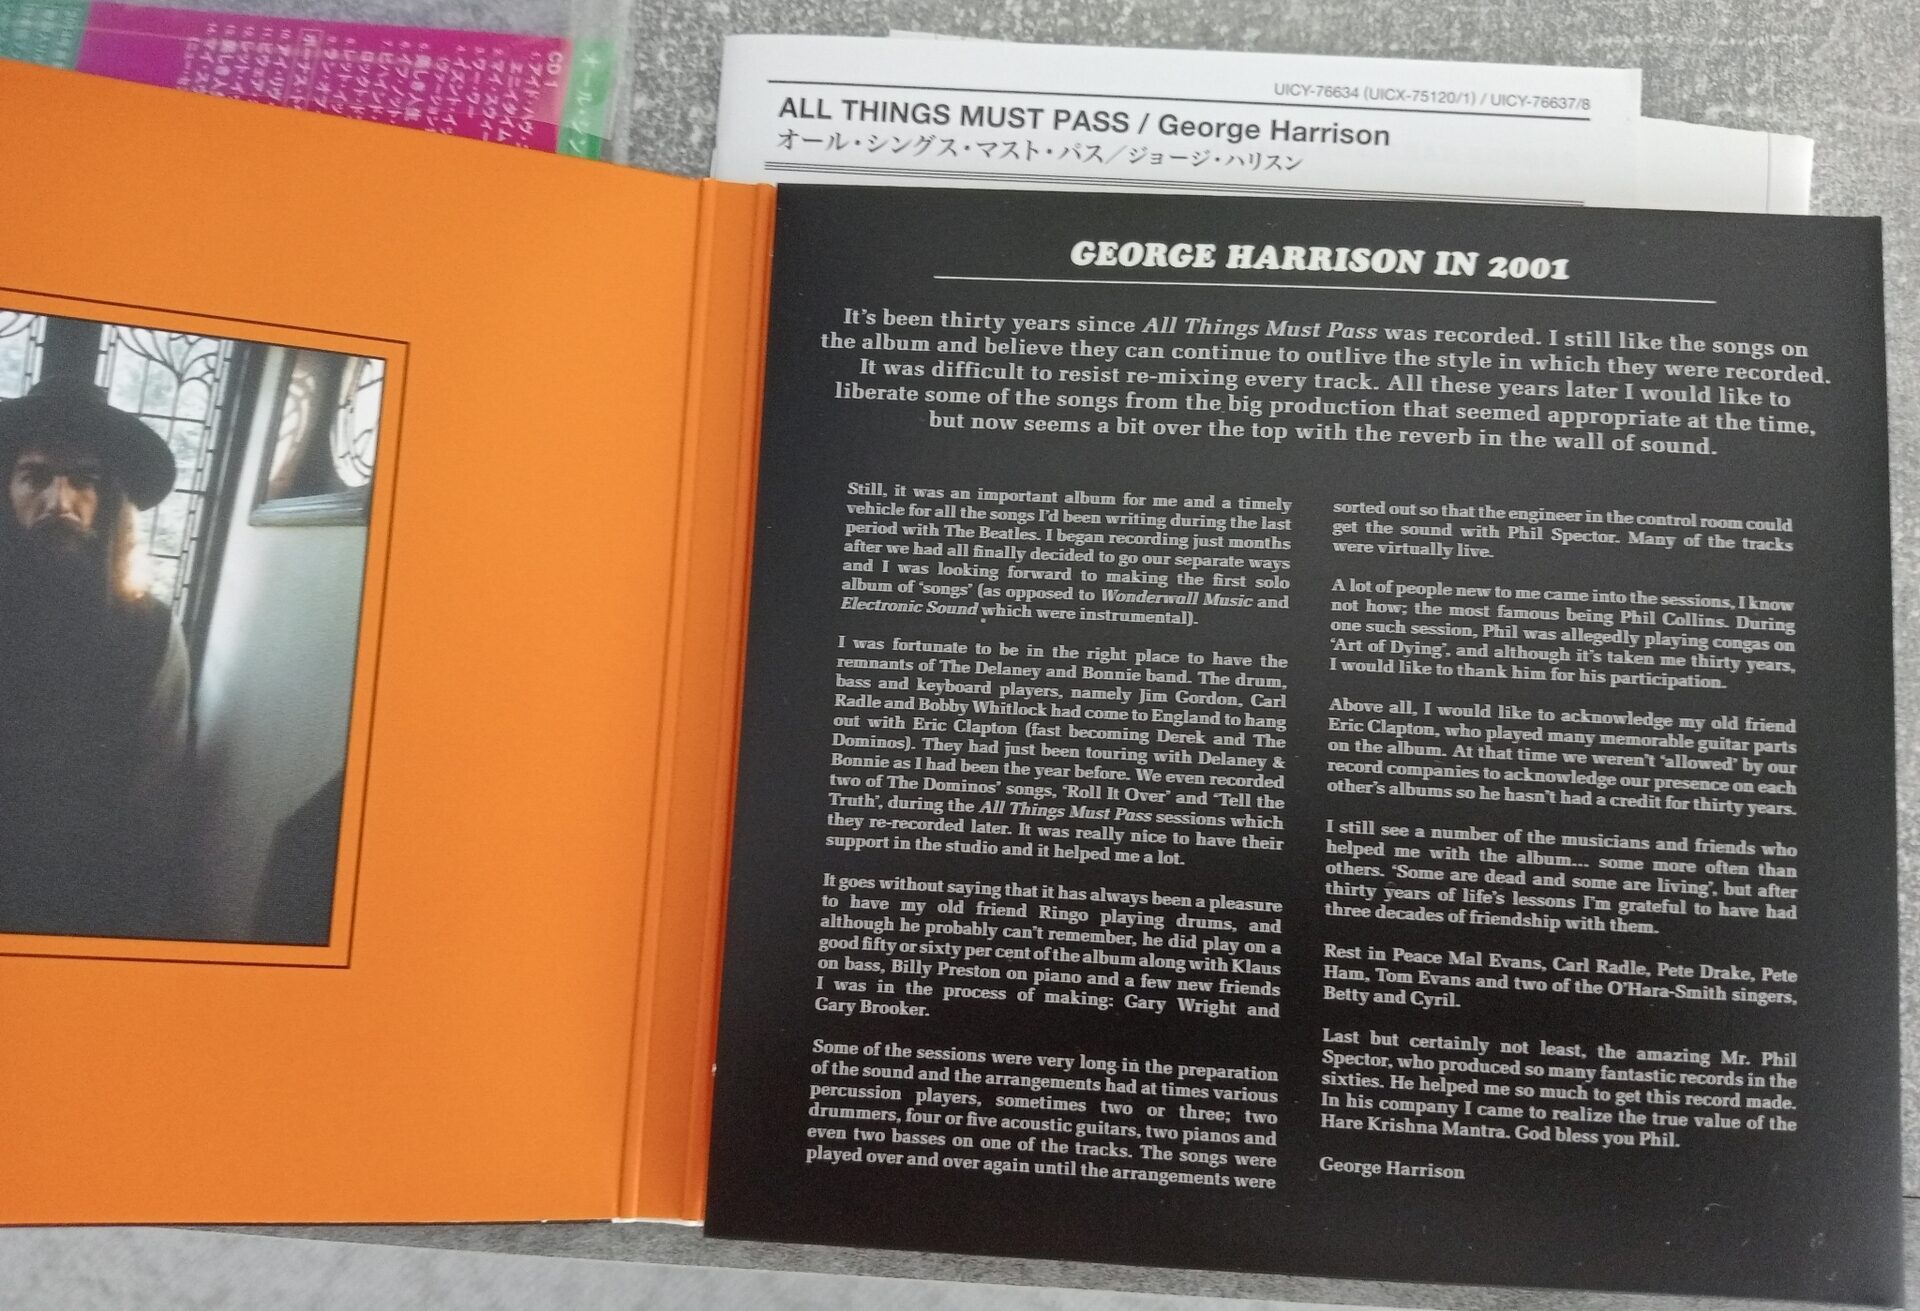 オール・シン
CD 1
UICY-76634 (UICX-75120/1) / UICY-76637/8
ALL THINGS MUST PASS / George Harrison
オール・シングス・マスト・パス／ジョージ・ハリスン
GEORGE HARRISON IN 2001
It's been thirty years since All Things Must Pass was recorded. I still like the songs on
the album and believe they can continue to outlive the style in which they were recorded.
It was difficult to resist re-mixing every track. All these years later I would like to
liberate some of the songs from the big production that seemed appropriate at the time,
but now seems a bit over the top with the reverb in the wall of sound.
Still, it was an important album for me and a timely
vehicle for all the songs I'd been writing during the last
period with The Beatles. I began recording just months
after we had all finally decided to go our separate ways
and I was looking forward to making the first solo
album of 'songs' (as opposed to Wonderwall Music and
Electronic Sound which were instrumental).
I was fortunate to be in the right place to have the
remnants of The Delaney and Bonnie band. The drum,
bass and keyboard players, namely Jim Gordon, Carl
Radle and Bobby Whitlock had come to England to hang
out with Eric Clapton (fast becoming Derek and The
Dominos). They had just been touring with Delaney &
Bonnie as I had been the year before. We even recorded
two of The Dominos' songs, 'Roll It Over' and 'Tell the
Truth', during the All Things Must Pass sessions which
they re-recorded later. It was really nice to have their
support in the studio and it helped me a lot.
It goes without saying that it has always been a pleasure
to have my old friend Ringo playing drums, and
although he probably can't remember, he did play on a
good fifty or sixty per cent of the album along with Klaus
on bass, Billy Preston on piano and a few new friends
I was in the process of making: Gary Wright and
Gary Brooker.
Some of the sessions were very long in the preparation
of the sound and the arrangements had at times various
percussion players, sometimes two or three; two
drummers, four or five acoustic guitars, two pianos and
even two basses on one of the tracks. The songs were
played over and over again until the arrangements were
sorted out so that the engineer in the control room could
get the sound with Phil Spector. Many of the tracks
were virtually live.
A lot of people new to me came into the sessions, I know
not how; the most famous being Phil Collins. During
one such session, Phil was allegedly playing congas on
'Art of Dying', and although it's taken me thirty years,
I would like to thank him for his participation.
Above all, I would like to acknowledge my old friend
Eric Clapton, who played many memorable guitar parts
on the album. At that time we weren't 'allowed' by our
record companies to acknowledge our presence on each
other's albums so he hasn't had a credit for thirty years.
I still see a number of the musicians and friends who
helped me with the album... some more often than
others. 'Some are dead and some are living', but after
thirty years of life's lessons I'm grateful to have had
three decades of friendship with them.
Rest in Peace Mal Evans, Carl Radle, Pete Drake, Pete
Ham, Tom Evans and two of the O'Hara-Smith singers,
Betty and Cyril.
Last but certainly not least, the amazing Mr. Phil
Spector, who produced so many fantastic records in the
sixties. He helped me so much to get this record made.
In his company I came to realize the true value of the
Hare Krishna Mantra. God bless you Phil.
George Harrison